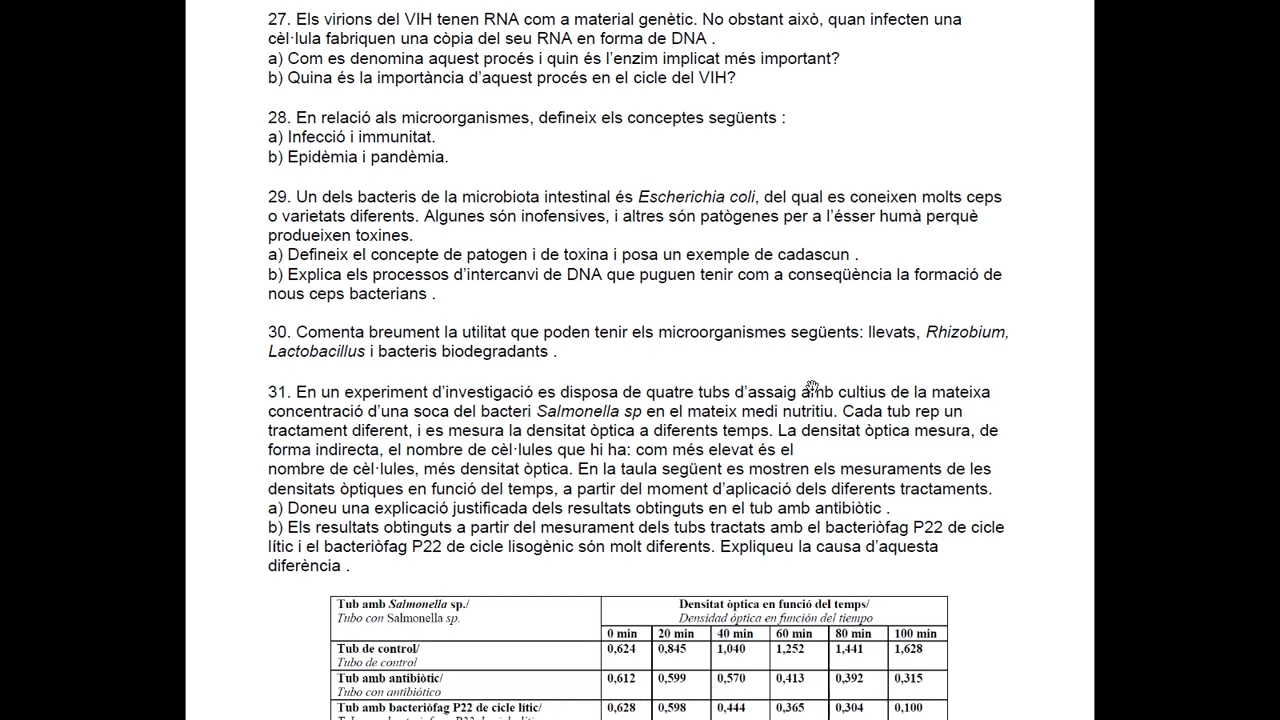 27. Els virions del VIH tenen RNA com a material genètic. No obstant això, quan infecten una
cèl·lula fabriquen una còpia del seu RNA en forma de DNA .
a) Com es denomina aquest procés i quin és l’enzim implicat més important?
b) Quina és la importància d’aquest procés en el cicle del VIH?
28. En relació als microorganismes, defineix els conceptes següents :
a) Infecció i immunitat.
b) Epidèmia i pandèmia.
29. Un dels bacteris de la microbiota intestinal és Escherichia coli, del qual es coneixen molts ceps
o varietats diferents. Algunes són inofensives, i altres són patògenes per a l’ésser humà perquè
produeixen toxines.
a) Defineix el concepte de patogen i de toxina i posa un exemple de cadascun .
b) Explica els processos d’intercanvi de DNA que puguen tenir com a conseqüència la formació de
nous ceps bacterians .
30. Comenta breument la utilitat que poden tenir els microorganismes següents: llevats, Rhizobium,
Lactobacillus i bacteris biodegradants .
31. En un experiment d’investigació es disposa de quatre tubs d’assaig amb cultius de la mateixa
concentració d’una soca del bacteri Salmonella sp en el mateix medi nutritiu. Cada tub rep un
tractament diferent, i es mesura la densitat òptica a diferents temps. La densitat òptica mesura, de
forma indirecta, el nombre de cèl·lules que hi ha: com més elevat és el
nombre de cèl·lules, més densitat òptica. En la taula següent es mostren els mesuraments de les
densitats òptiques en funció del temps, a partir del moment d’aplicació dels diferents tractaments.
a) Doneu una explicació justificada dels resultats obtinguts en el tub amb antibiòtic .
b) Els resultats obtinguts a partir del mesurament dels tubs tractats amb el bacteriòfag P22 de cicle
lític i el bacteriòfag P22 de cicle lisogènic són molt diferents. Expliqueu la causa d’aquesta
diferència .
Tub amb Salmonella sp./ Densitat òptica en funció del temps/
Tubo con Salmonella sp. Densidad óptica en función del tiempo
0 min 20 min 40 min 60 min 80 min 100 min
Tub de control/ 0,624 0,845 1,040 1,252 1,441 1,628
Tubo de control
Tub amb antibiòtic/ 0,612 0,599 0,570 0,413 0,392 0,315
Tubo con antibiótico
Tub amb bacteriòfag P22 de cicle lític/ 0,628 0,598 0,444 0,365 0,304 0,100